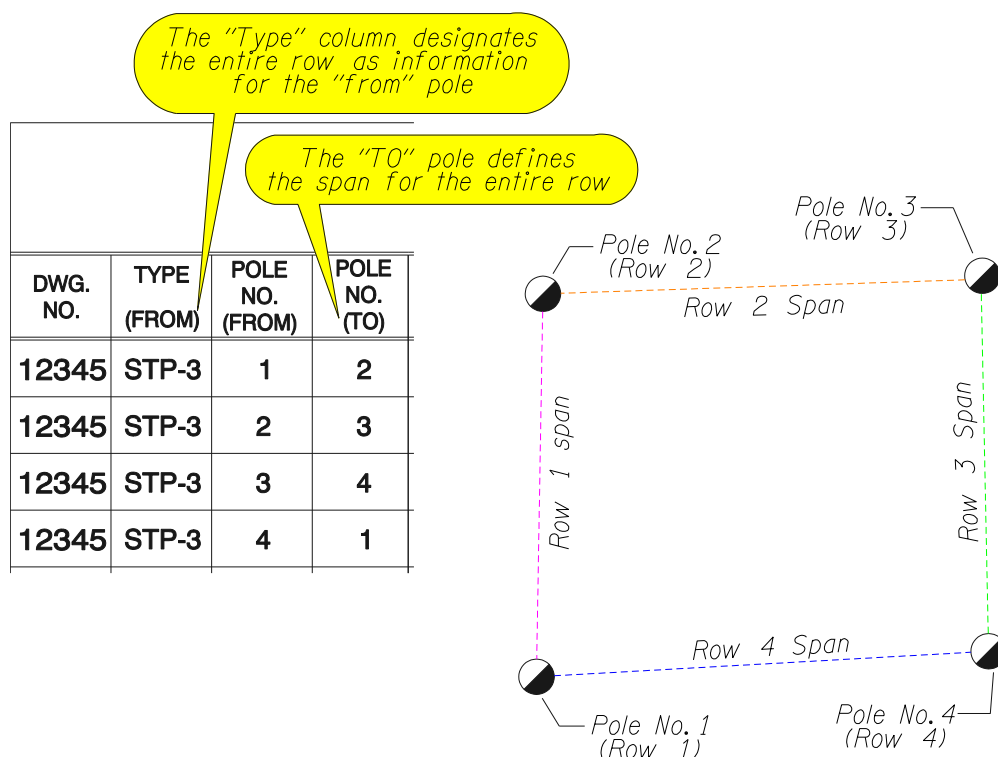 The "Type" column designates
the entire row as information
for the "from" pole
The "TO" pole defines
the span for the entire row
DWG.
NO.
TYPE
(FROM)
POLE
NO.
(FROM)
POLE
NO.
(TO)
12345 STP-3 1 2
12345 STP-3 2 3
12345 STP-3 3 4
12345 STP-3 4 1
Pole No. 3
(Row 3)
Pole No. 2
(Row 2)
Row 2 Span
Row 1 span
Row 3 Span
Row 4 Span
Pole No. 1
(Row 1)
Pole No. 4
(Row 4)